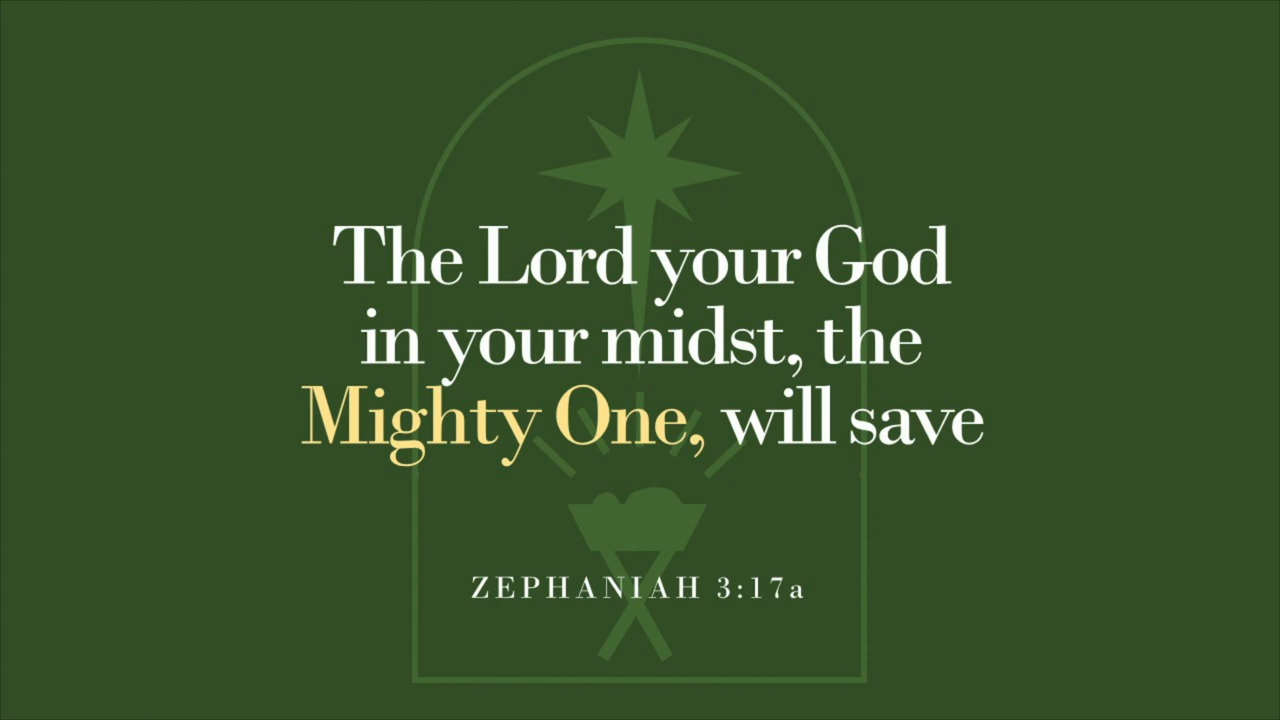 The Lord your God
in your midst, the
Mighty One, will save
ZEPHANIAH 3:17a